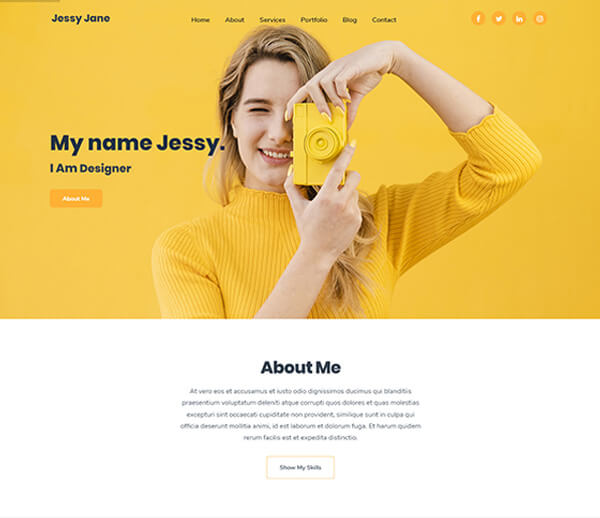 Jessy Jane
Home About Services Portfolio Blog Contact
My name Jessy.
I Am Designer
About Me
About Me
At vero eos et accusamus et iusto odio dignissimos ducimus qui blanditiis
praesentium voluptatum deleniti atque corrupti quos dolores et quas molestias
excepturi sint occaecati cupiditate non provident, similique sunt in culpa qui
officia deserunt mollitia animi, id est laborum et dolorum fuga. Et harum quidem
rerum facilis est et expedita distinctio.
Show My Skills